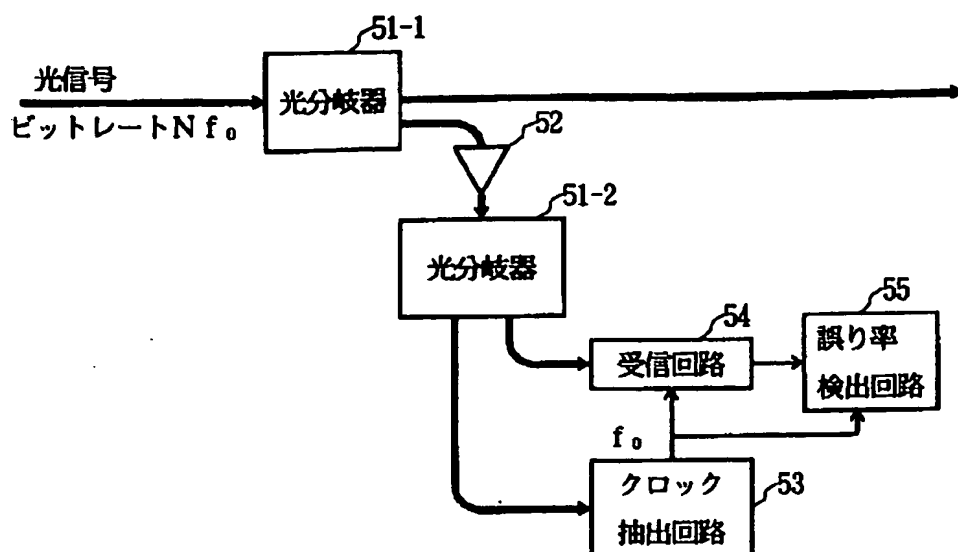 51-1
光信号
光分岐器
ビットレートＮｆ₀
52
51-2
光分岐器
55
54
誤り率
受信回路
検出回路
ｆ₀
クロック
53
抽出回路